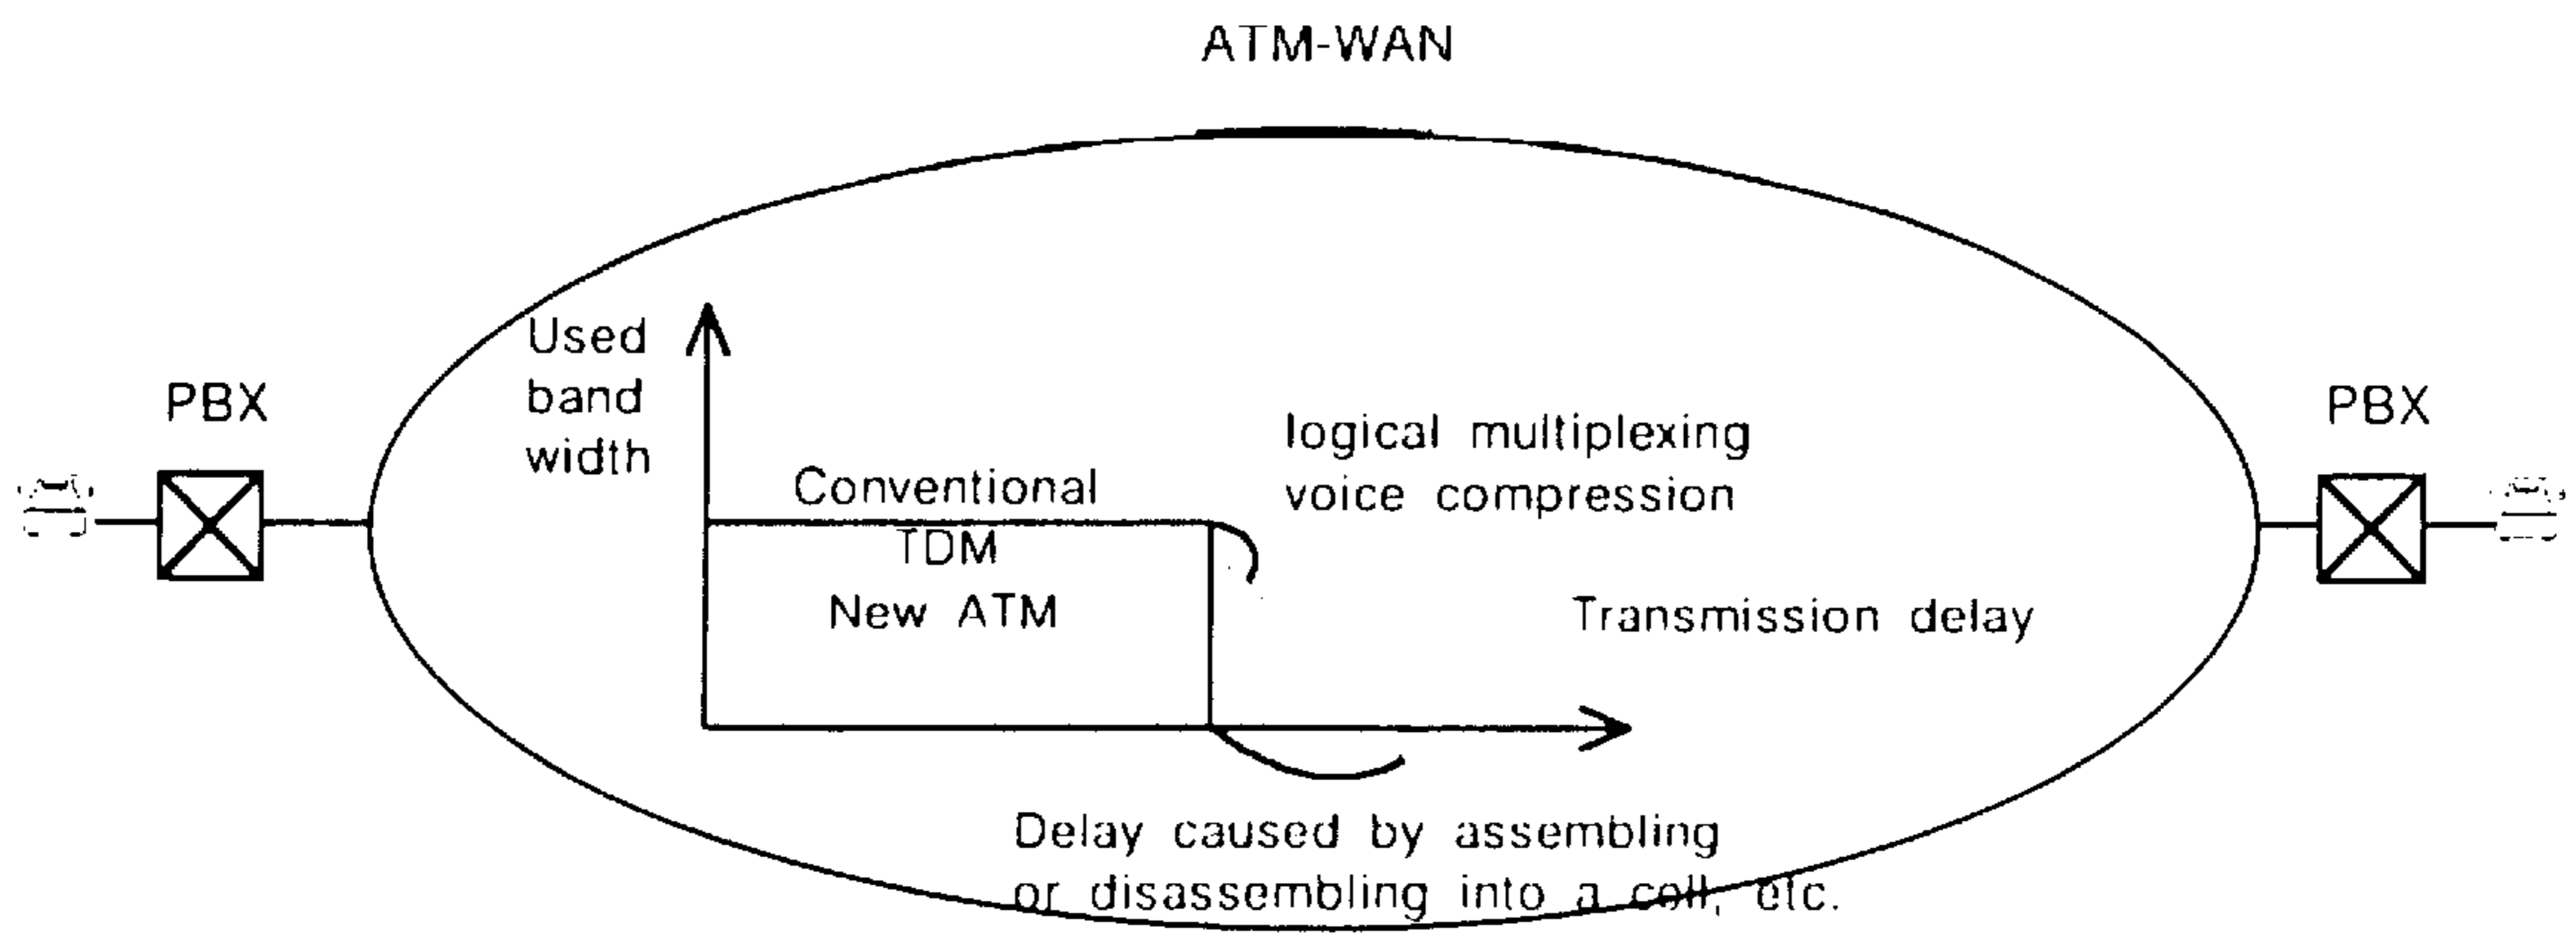 ATM-WAN
Used
band
width
PBX
PBX
logical multiplexing
voice compression
Conventional
TDM
New ATM
Transmission delay
Delay caused by assembling
or disassembling into a cell, etc.